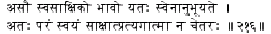 असौ स्वसाक्षिको भावो यतः स्वेनानुभूयते ।
अतः परं स्वयं साक्षात्प्रत्यगात्मा न चेतरः ॥ २१६॥